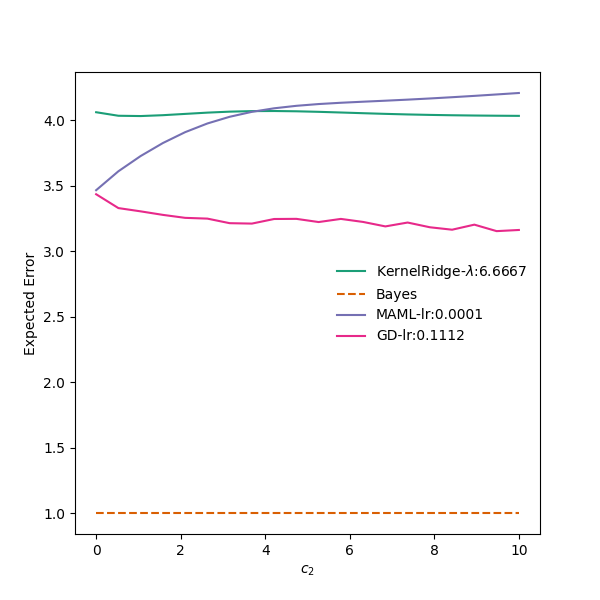 4.0
3.5
3.0
2.5
2.0
1.5
1.0
Expected Error
KernelRidge-λ:6.6667
Bayes
MAML-lr:0.0001
GD-lr:0.1112
0 2 4 6 8 10
c₂